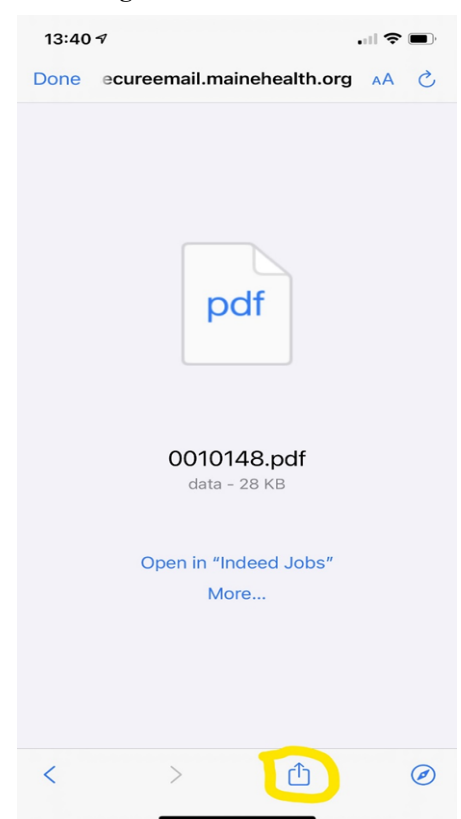 13:40
Done ecureemail.mainehealth.org AA
pdf
0010148.pdf
data - 28 KB
Open in “Indeed Jobs”
More...